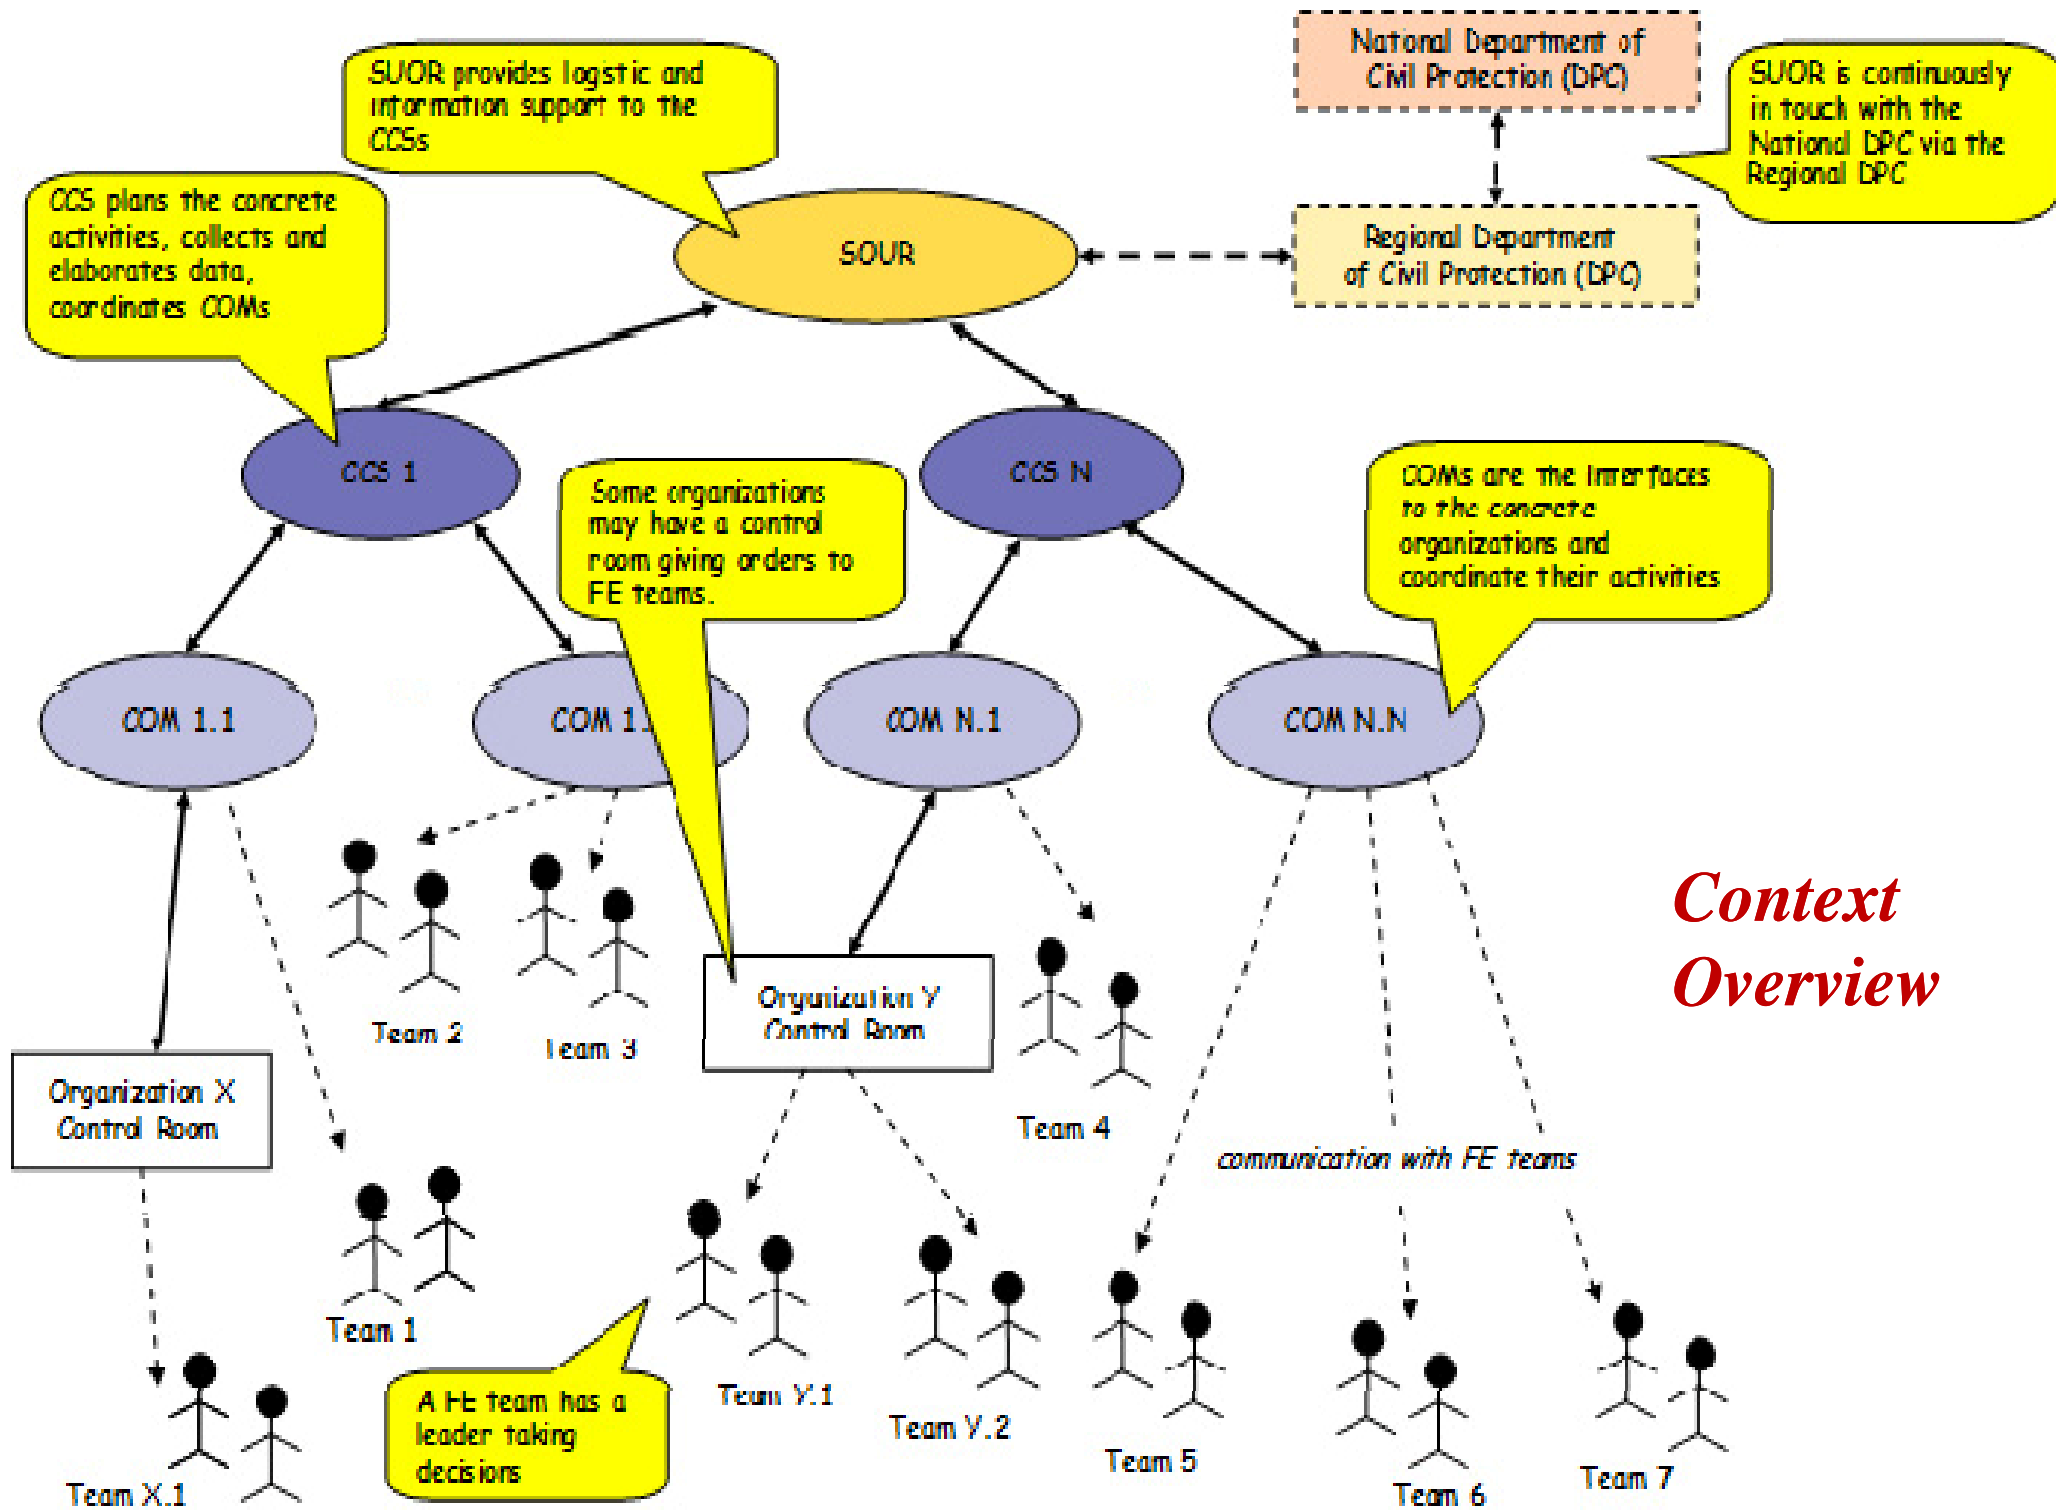 National Department of
Civil Protection (DPC)
SUOR provides logistic and
information support to the
CCSs
SUOR is continuously
in touch with the
National DPC via the
Regional DPC
CCS plans the concrete
activities, collects and
elaborates data,
coordinates COMs
SOUR
Regional Department
of Civil Protection (DPC)
CCS 1
Some organizations
may have a control
room giving orders to
FE teams.
CCS N
COMs are the interfaces
to the concrete
organizations and
coordinate their activities
COM 1.1
COM 1.
COM N.1
COM N.N
Context
Overview
Team 2
Team 3
Organization Y
Control Room
Organization X
Control Room
Team 4
communication with FE teams
Team 1
A FE team has a
leader taking
decisions
Team Y.1
Team Y.2
Team 5
Team 6
Team 7
Team X.1